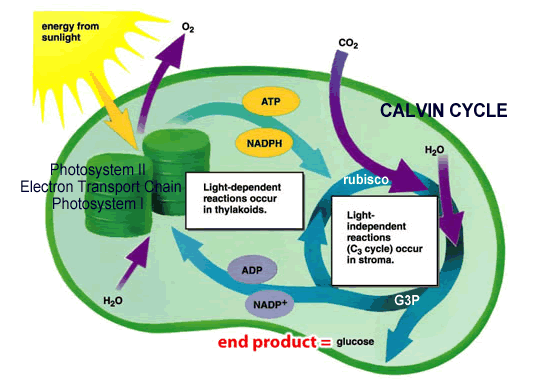 energy from
sunlight
O₂
CO₂
ATP
CALVIN CYCLE
NADPH
H₂O
Photosystem II
Electron Transport Chain
Photosystem I
rubisco
Light-dependent
reactions occur
in thylakoids.
Light-
independent
reactions
(C₃ cycle) occur
in stroma.
ADP
H₂O
NADP⁺
G3P
end product = glucose